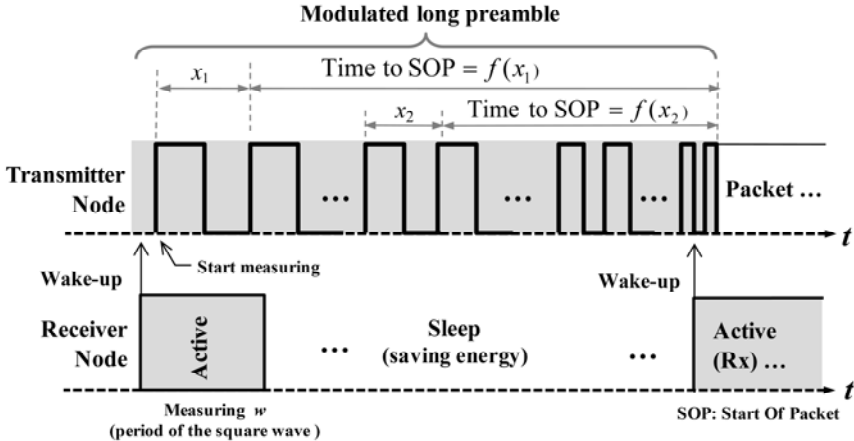 Modulated long preamble
x1
Time to SOP = f(x1)
x2
Time to SOP = f(x2)
Transmitter
Node
...
...
...
Packet ...
t
Wake-up
Start measuring
Wake-up
Receiver
Node
Active
...
Sleep
(saving energy)
...
Active
(Rx) ...
t
Measuring w
(period of the square wave )
SOP: Start Of Packet